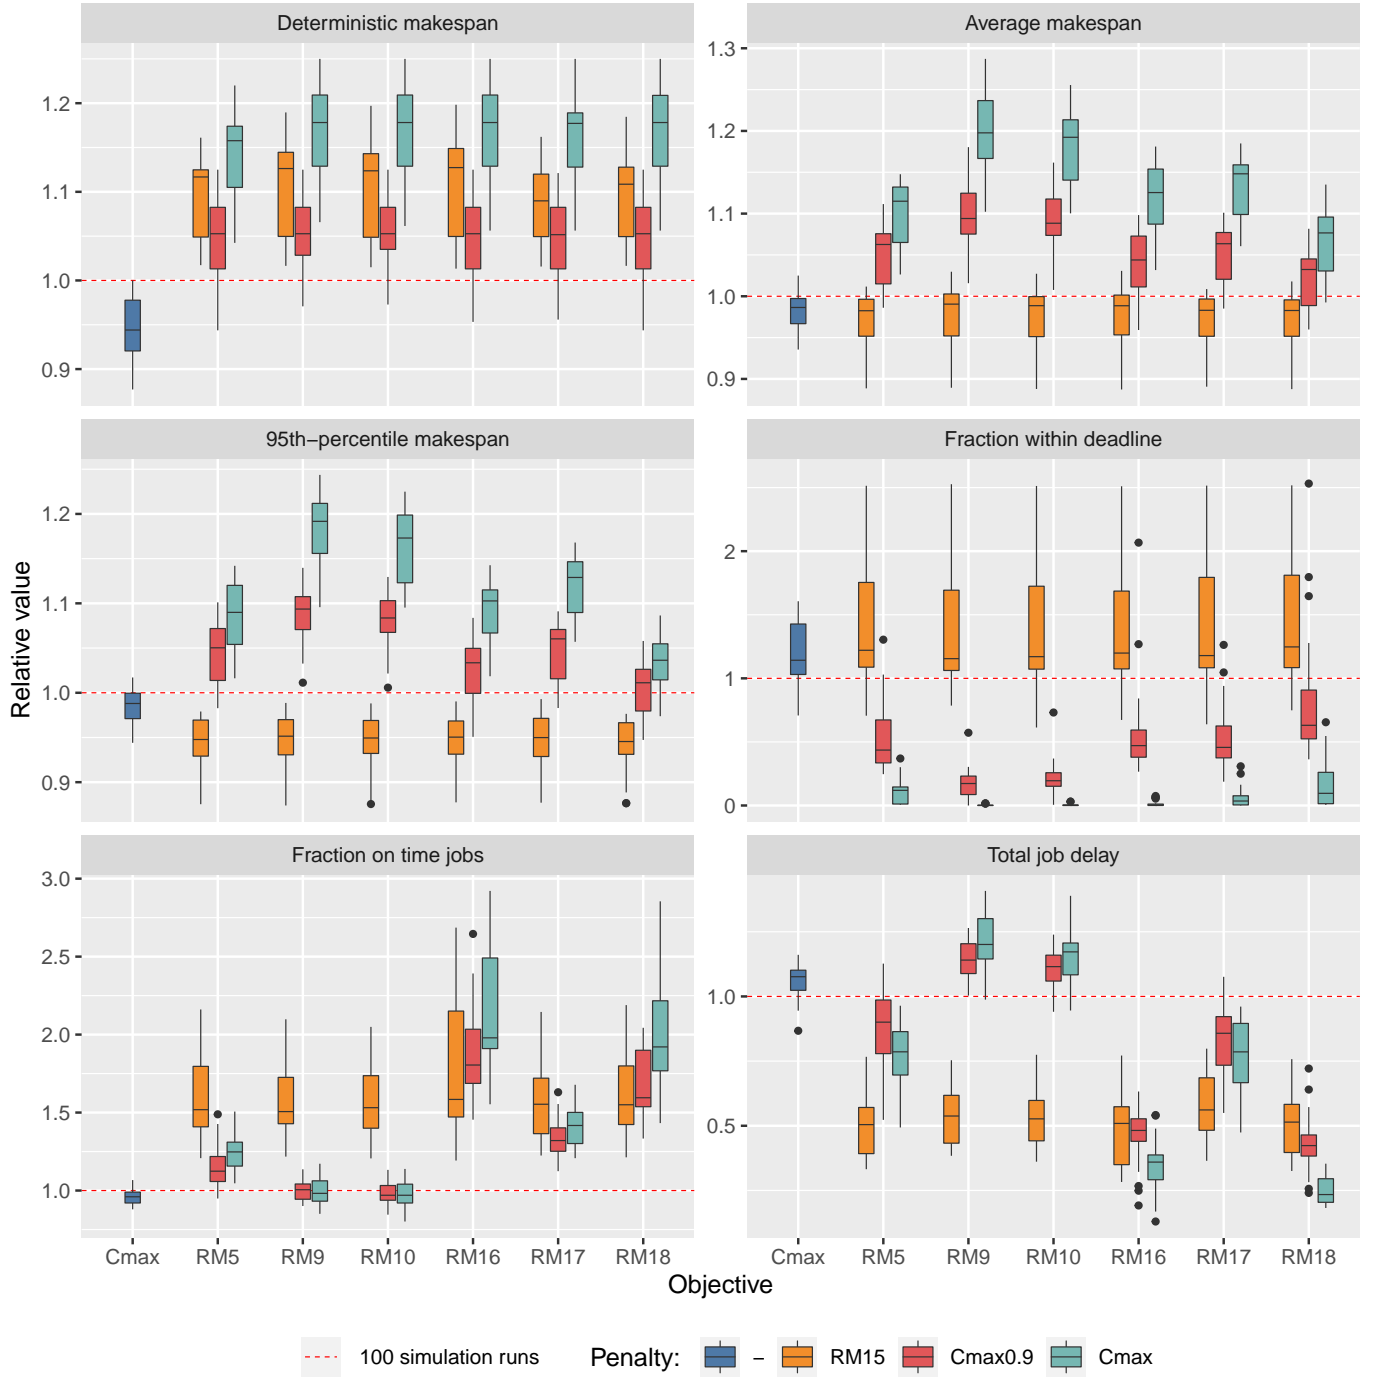 Deterministic makespan
Average makespan
1.2
1.1
1.0
0.9
1.3
1.2
1.1
1.0
0.9
95th−percentile makespan
Fraction within deadline
1.2
1.1
1.0
0.9
2
1
0
Relative value
Fraction on time jobs
Total job delay
3.0
2.5
2.0
1.5
1.0
1.0
0.5
Cmax RM5 RM9 RM10 RM16 RM17 RM18
Cmax RM5 RM9 RM10 RM16 RM17 RM18
Objective
100 simulation runs Penalty: − RM15 Cmax0.9 Cmax